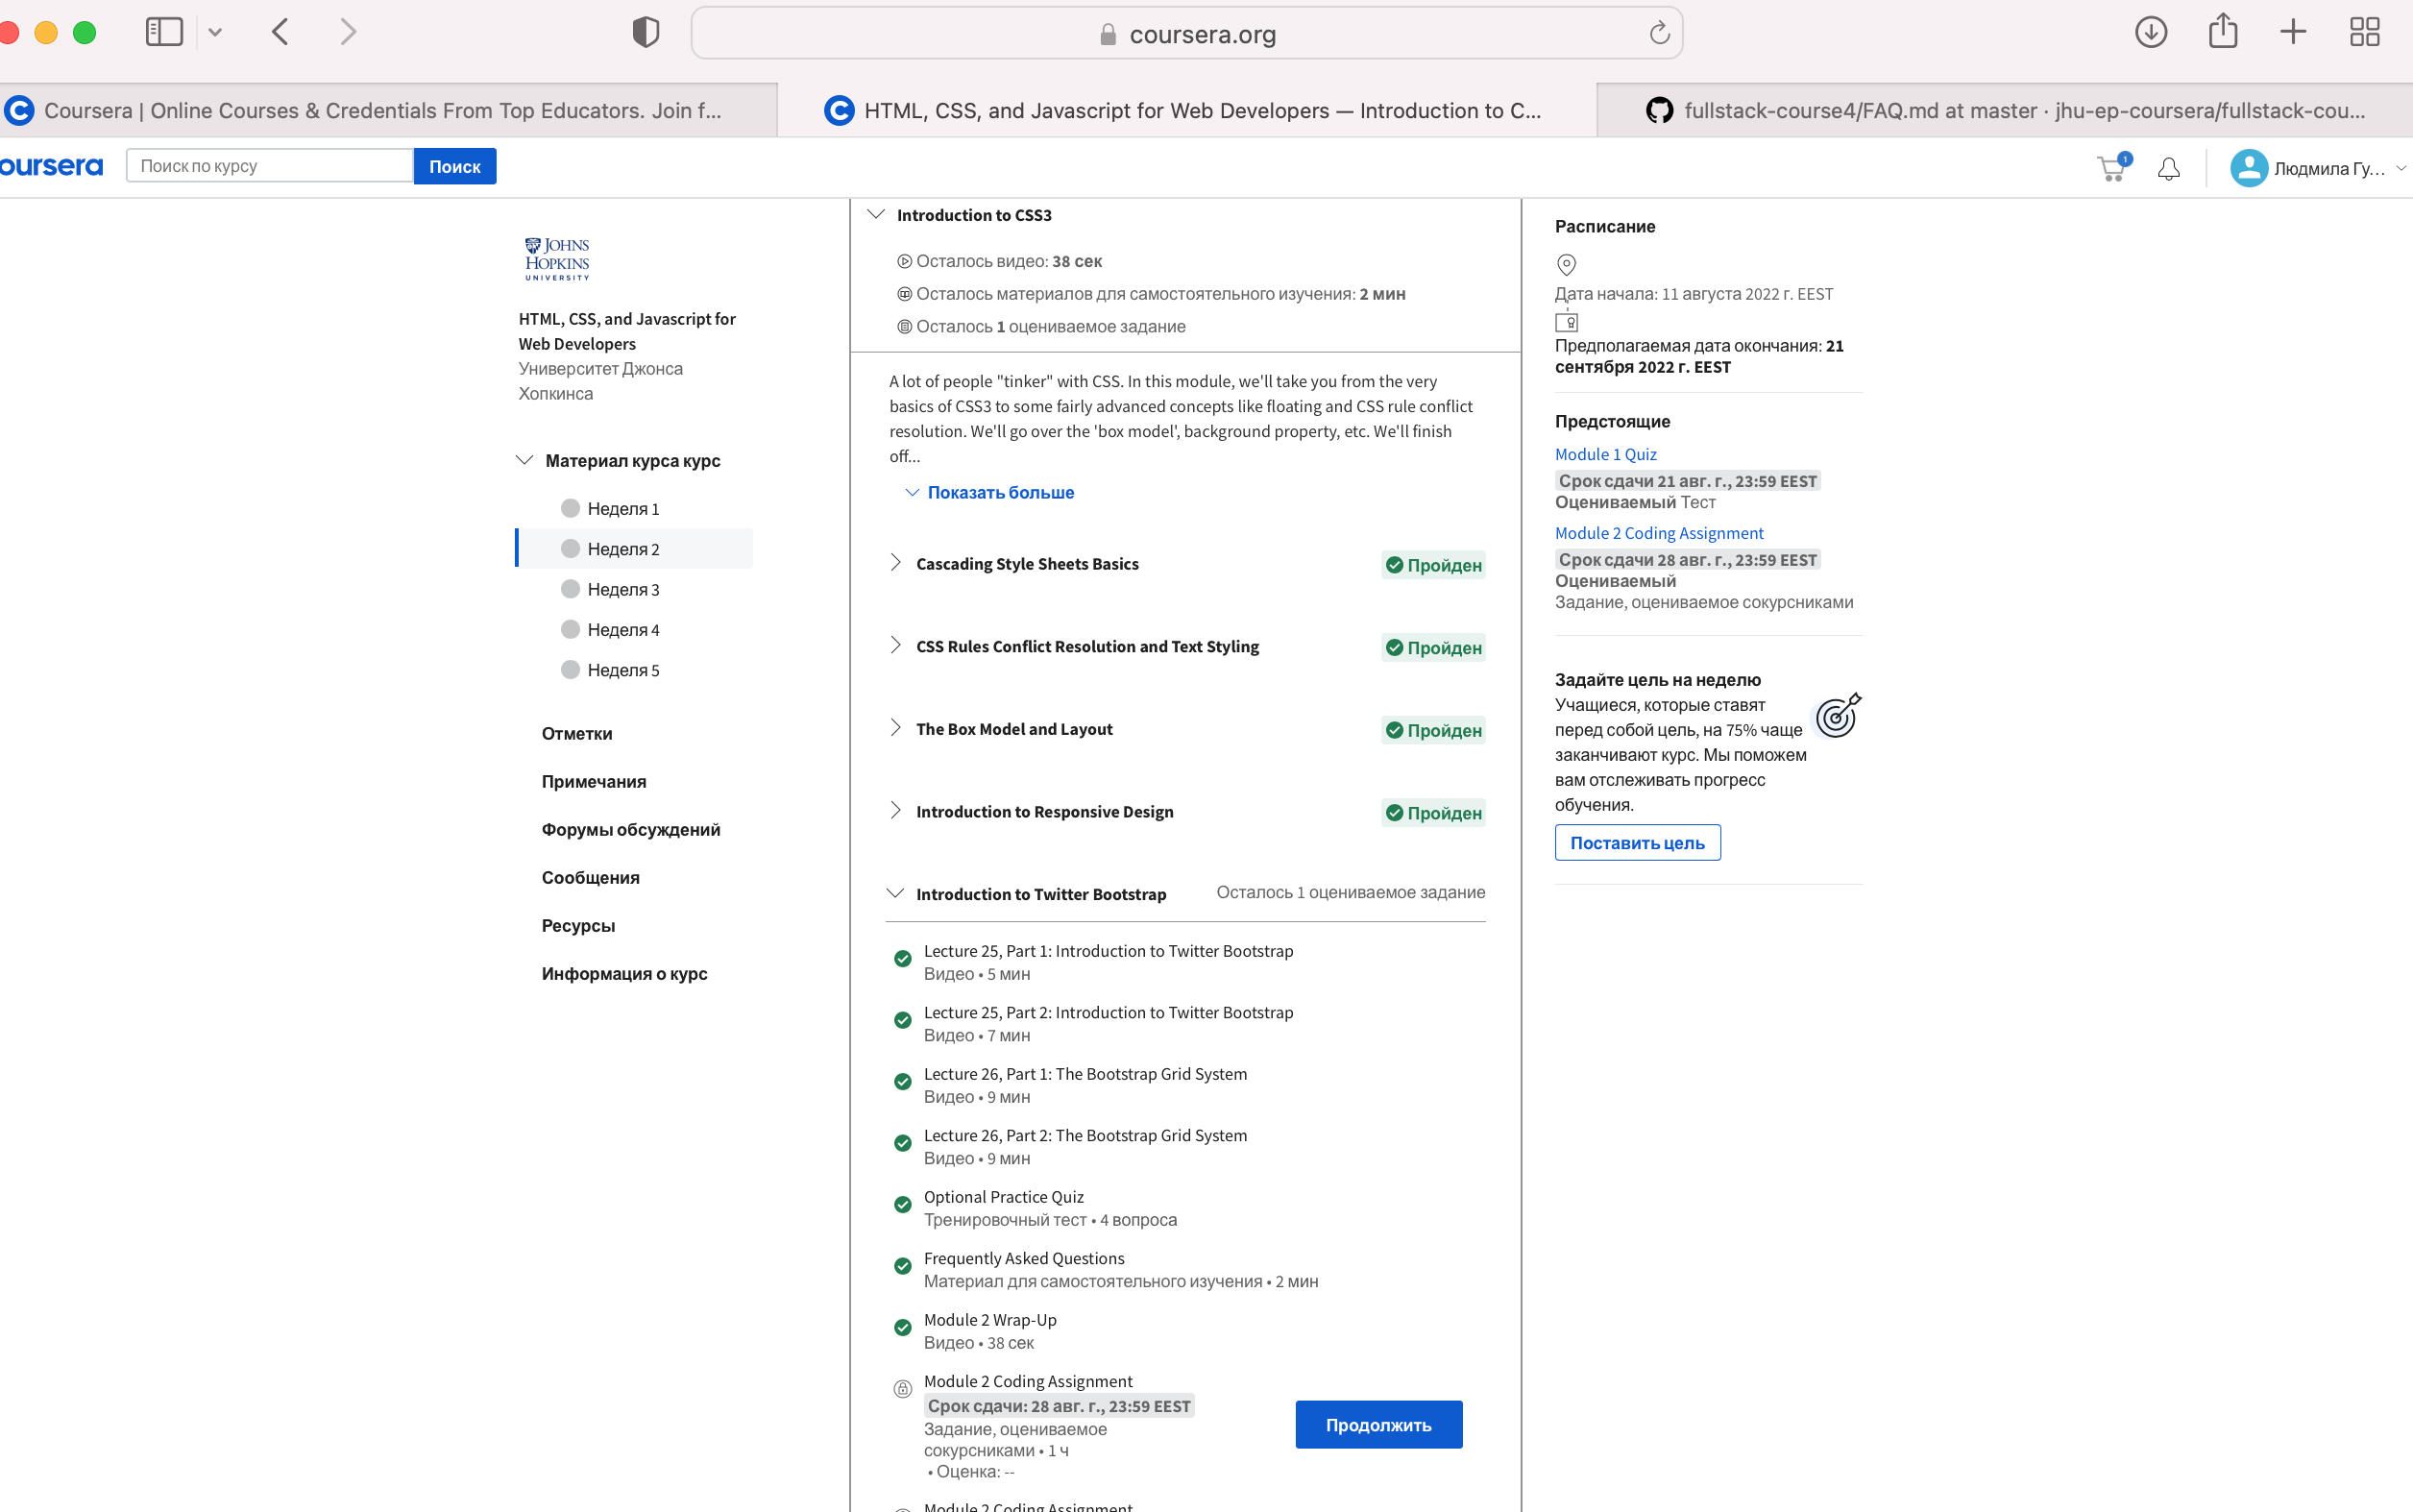 coursera.org
Coursera | Online Courses & Credentials From Top Educators. Join f...
HTML, CSS, and Javascript for Web Developers — Introduction to C...
fullstack-course4/FAQ.md at master · jhu-ep-coursera/fullstack-cou...
oursera
Поиск по курсу
Поиск
1
Людмила Гу...
JOHNS
HOPKINS
UNIVERSITY
HTML, CSS, and Javascript for
Web Developers
Университет Джонса
Хопкинса
Материал курса курс
Неделя 1
Неделя 2
Неделя 3
Неделя 4
Неделя 5
Отметки
Примечания
Форумы обсуждений
Сообщения
Ресурсы
Информация о курс
Introduction to CSS3
Осталось видео: 38 сек
Осталось материалов для самостоятельного изучения: 2 мин
Осталось 1 оцениваемое задание
A lot of people "tinker" with CSS. In this module, we'll take you from the very
basics of CSS3 to some fairly advanced concepts like floating and CSS rule conflict
resolution. We'll go over the 'box model', background property, etc. We'll finish
off...
Показать больше
Cascading Style Sheets Basics
Пройден
CSS Rules Conflict Resolution and Text Styling
Пройден
The Box Model and Layout
Пройден
Introduction to Responsive Design
Пройден
Introduction to Twitter Bootstrap
Осталось 1 оцениваемое задание
Lecture 25, Part 1: Introduction to Twitter Bootstrap
Видео • 5 мин
Lecture 25, Part 2: Introduction to Twitter Bootstrap
Видео • 7 мин
Lecture 26, Part 1: The Bootstrap Grid System
Видео • 9 мин
Lecture 26, Part 2: The Bootstrap Grid System
Видео • 9 мин
Optional Practice Quiz
Тренировочный тест • 4 вопроса
Frequently Asked Questions
Материал для самостоятельного изучения • 2 мин
Module 2 Wrap-Up
Видео • 38 сек
Module 2 Coding Assignment
Срок сдачи: 28 авг. г., 23:59 EEST
Задание, оцениваемое
сокурсниками • 1 ч
• Оценка: --
Продолжить
Module 2 Coding Assignment
Расписание
Дата начала: 11 августа 2022 г. EEST
Предполагаемая дата окончания: 21
сентября 2022 г. EEST
Предстоящие
Module 1 Quiz
Срок сдачи 21 авг. г., 23:59 EEST
Оцениваемый Тест
Module 2 Coding Assignment
Срок сдачи 28 авг. г., 23:59 EEST
Оцениваемый
Задание, оцениваемое сокурсниками
Задайте цель на неделю
Учащиеся, которые ставят
перед собой цель, на 75% чаще
заканчивают курс. Мы поможем
вам отслеживать прогресс
обучения.
Поставить цель